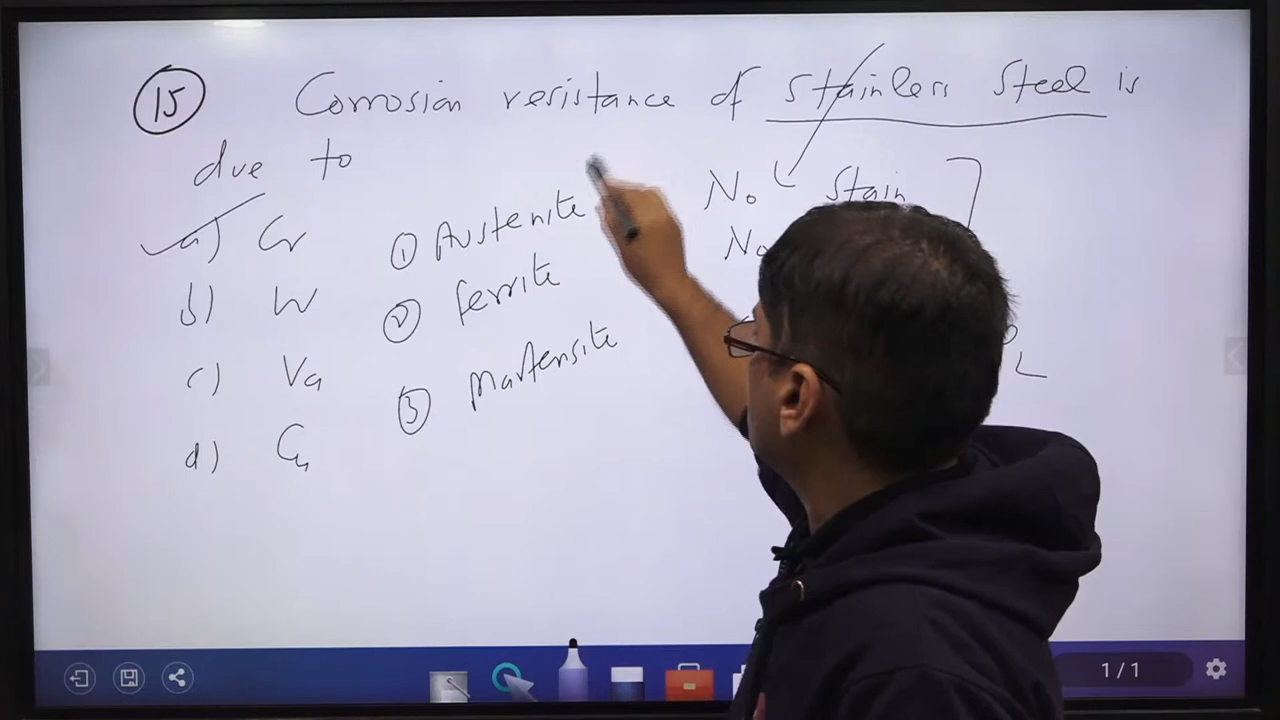 15 Corrosian resistance of stainless Steel is
due to
a) Cr
b) W
c) Va
d) Cu
1 Austenite
2 ferrite
3 Martensite
No Stain
No
1/1